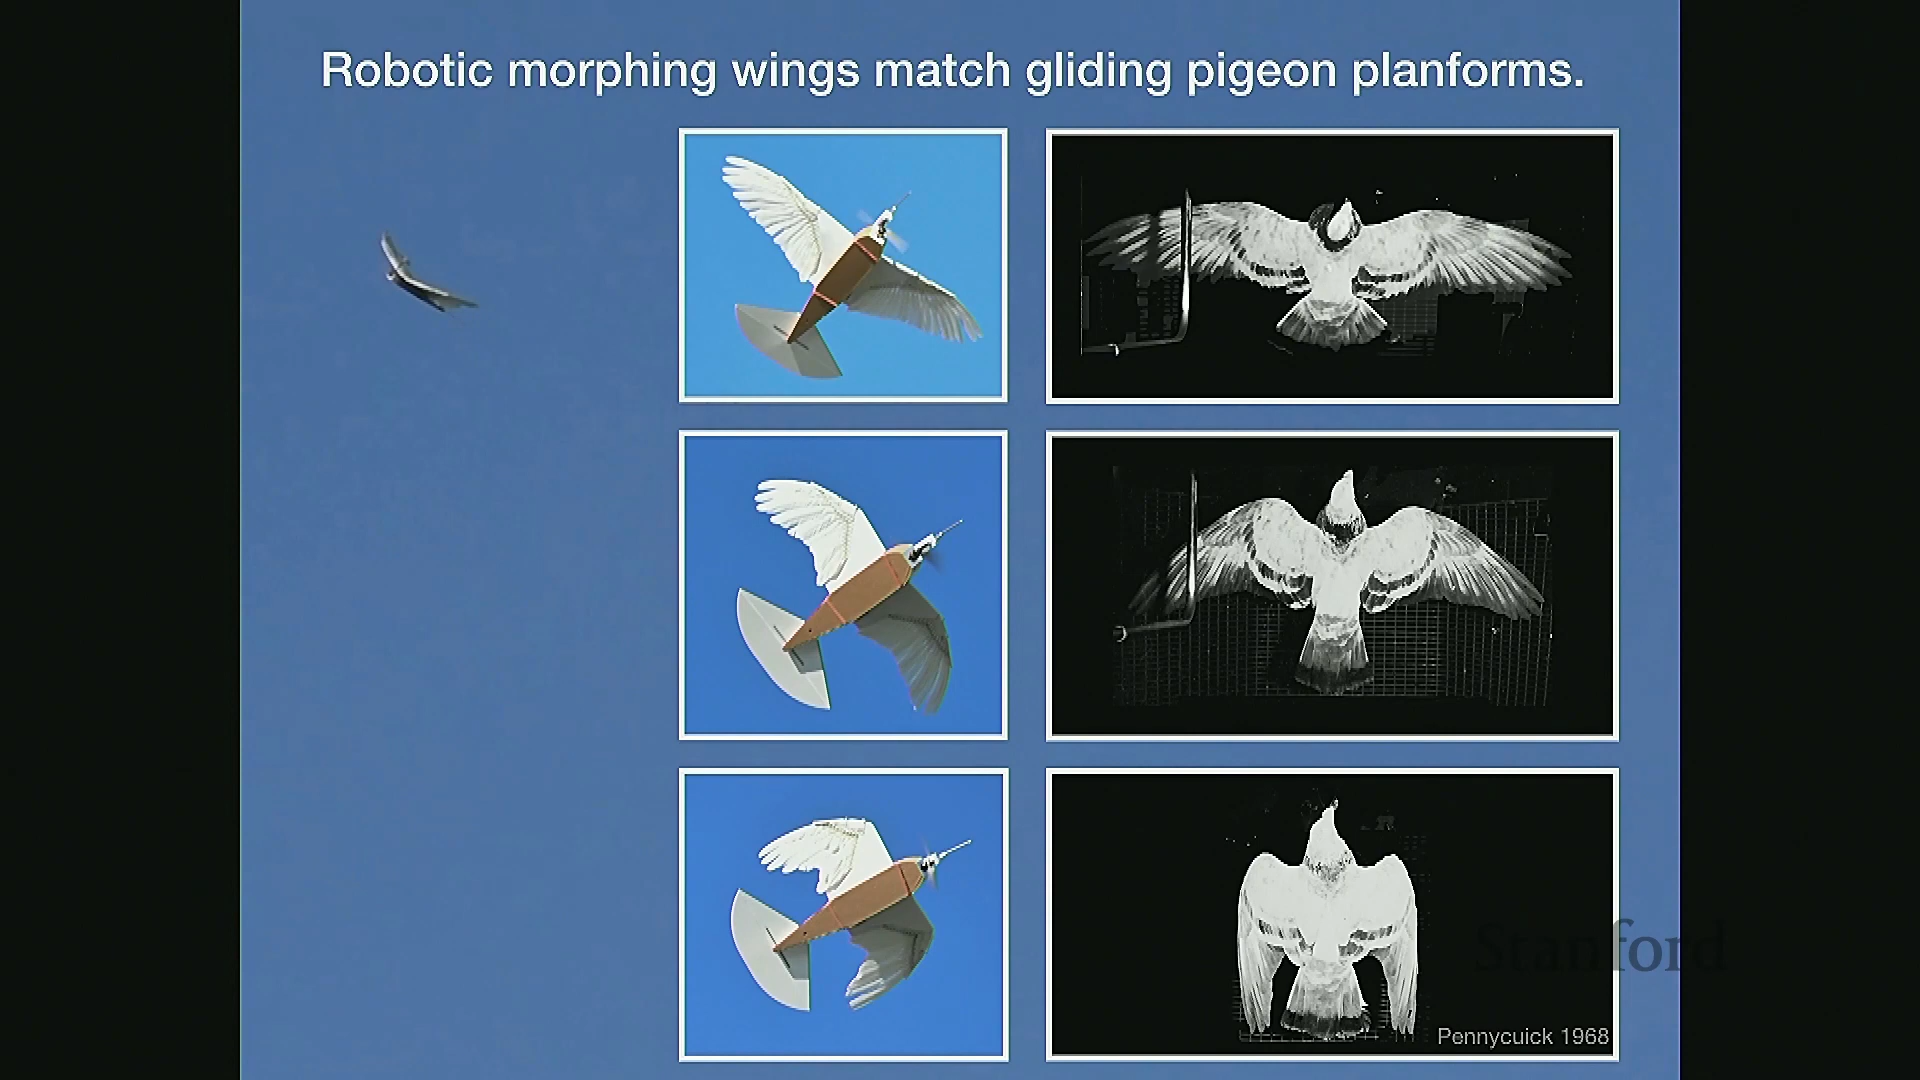 Robotic morphing wings match gliding pigeon planforms.
Stanford
Pennycuick 1968